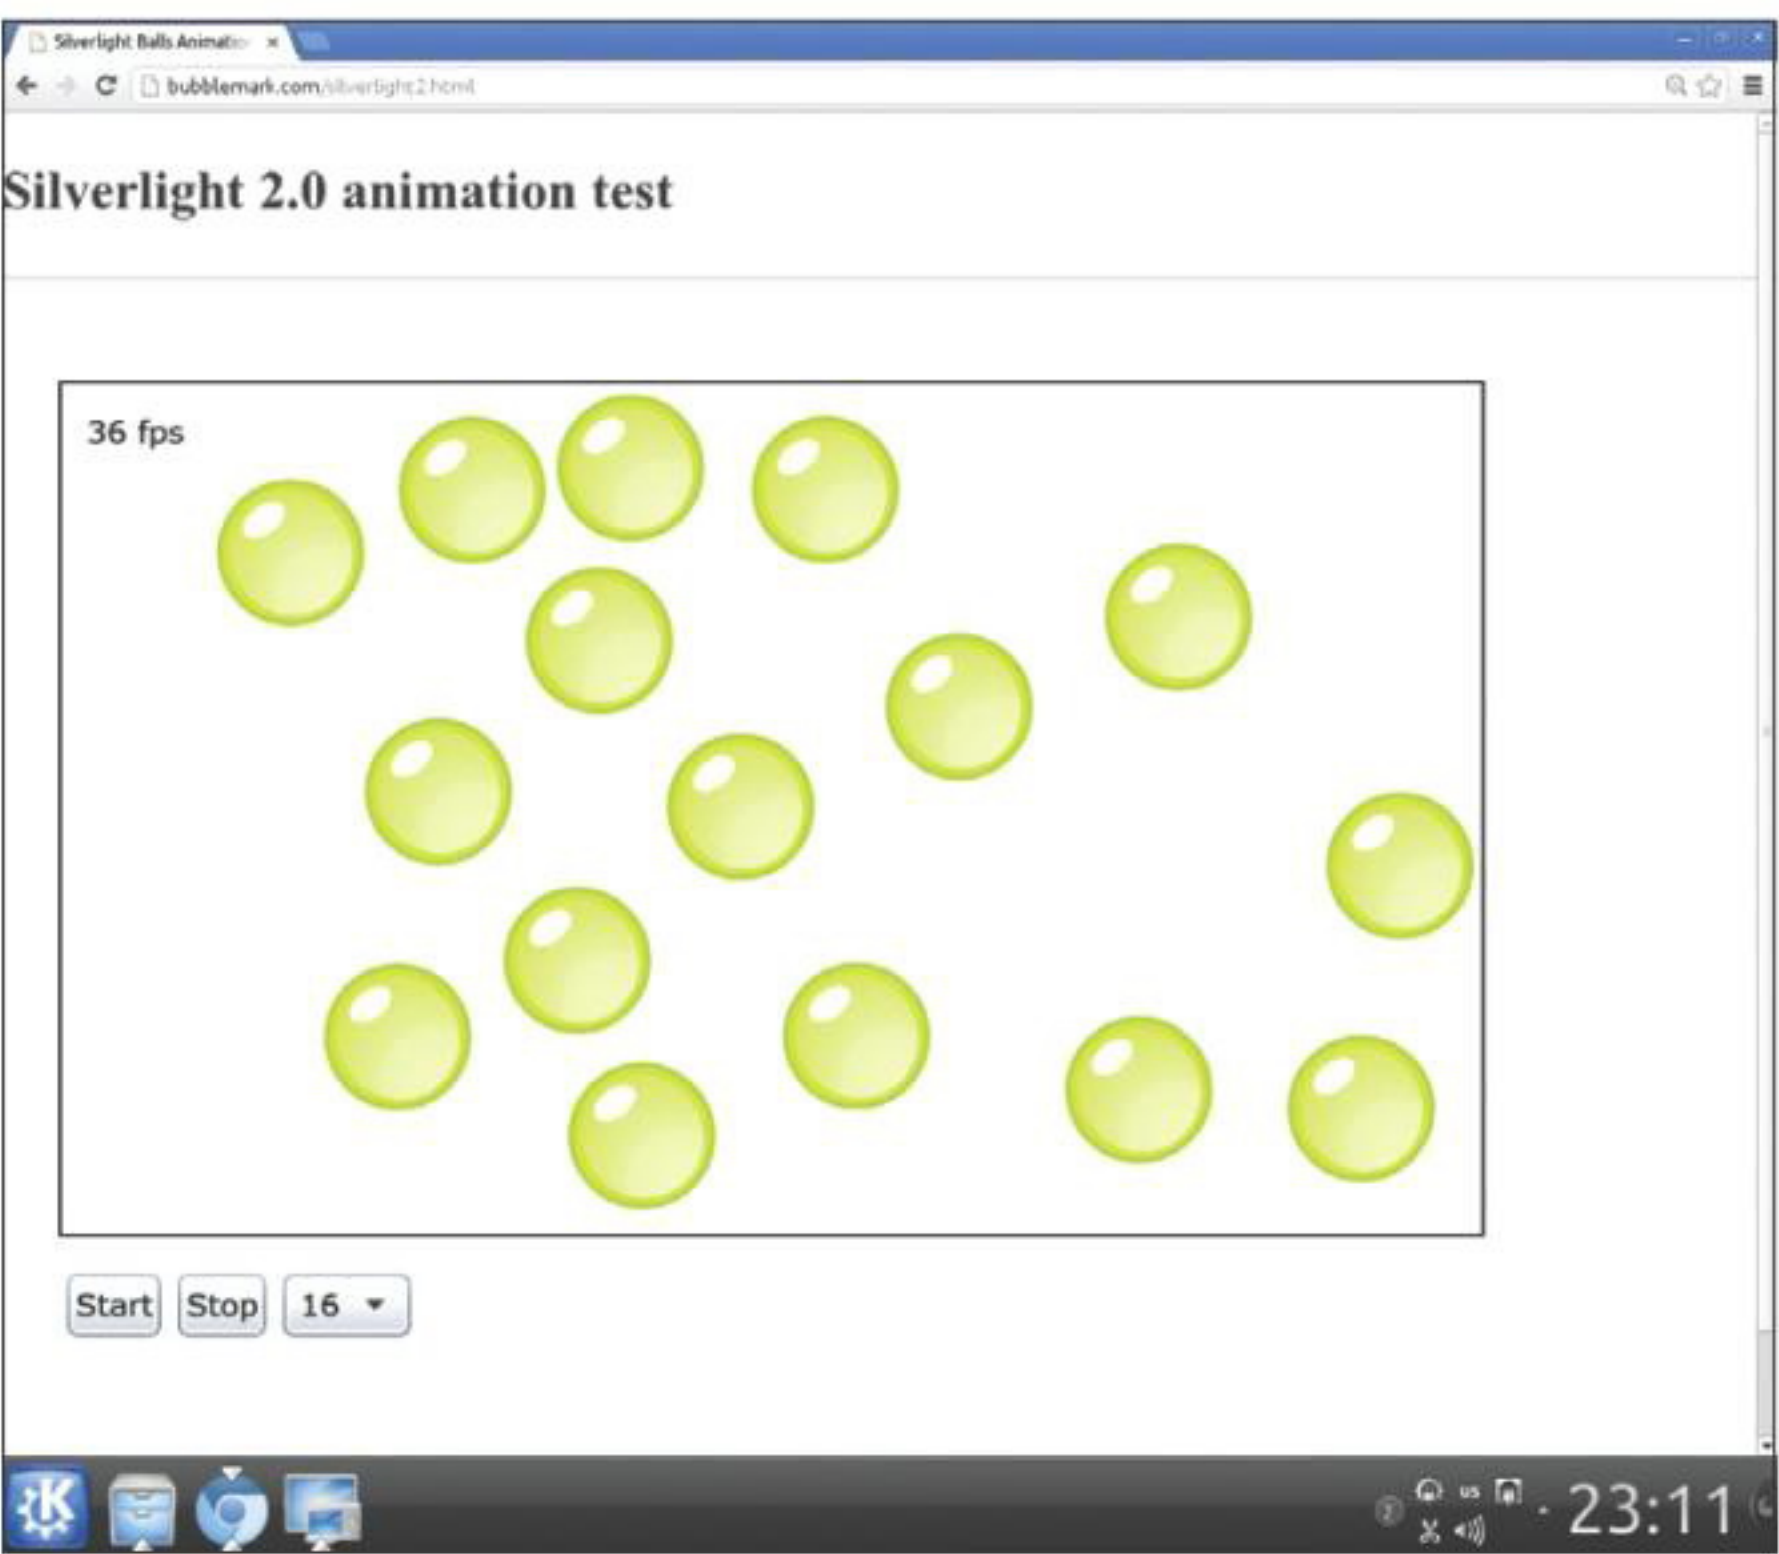 Silverlight Balls Animatio
bubblemark.com/silverlight2.html
Silverlight 2.0 animation test
36 fps
Start Stop 16
us
23:11